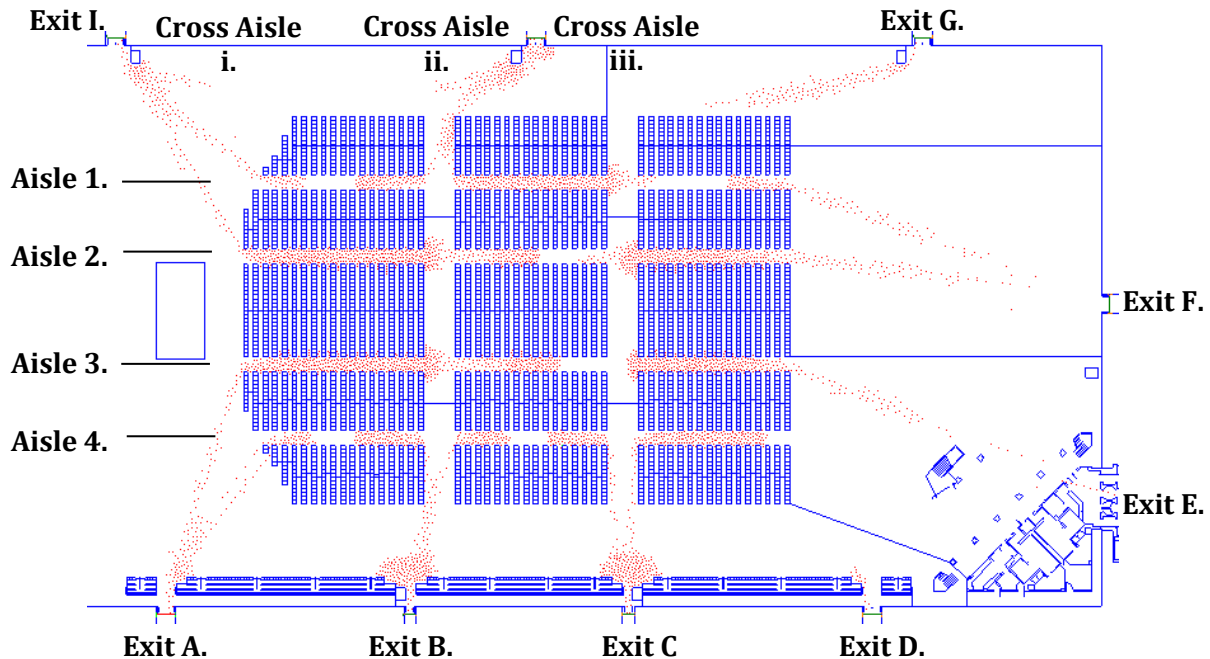 Exit I.
Cross Aisle
i.
Cross Aisle
ii.
Cross Aisle
iii.
Exit G.
Aisle 1.
Aisle 2.
Aisle 3.
Aisle 4.
Exit F.
Exit E.
Exit A.
Exit B.
Exit C
Exit D.